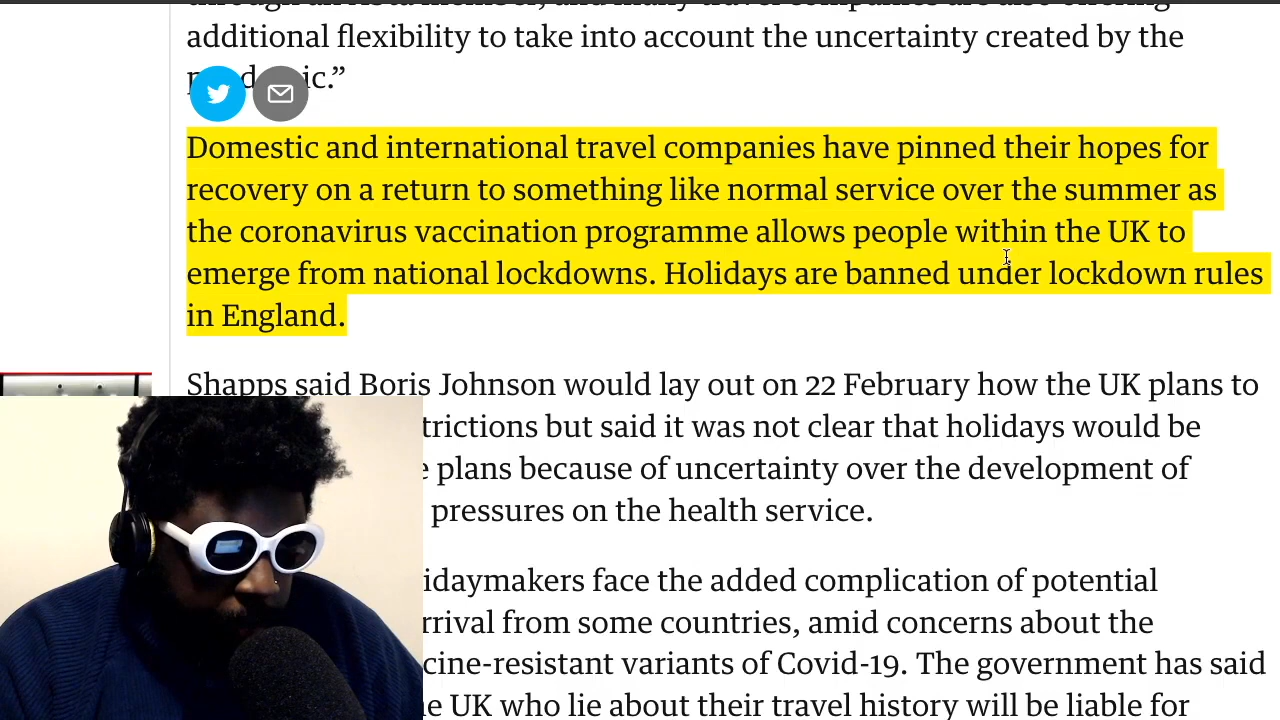 additional flexibility to take into account the uncertainty created by the
ic.”
Domestic and international travel companies have pinned their hopes for
recovery on a return to something like normal service over the summer as
the coronavirus vaccination programme allows people within the UK to
emerge from national lockdowns. Holidays are banned under lockdown rules
in England.
Shapps said Boris Johnson would lay out on 22 February how the UK plans to
trictions but said it was not clear that holidays would be
plans because of uncertainty over the development of
pressures on the health service.
idaymakers face the added complication of potential
rrival from some countries, amid concerns about the
cine-resistant variants of Covid-19. The government has said
UK who lie about their travel history will be liable for